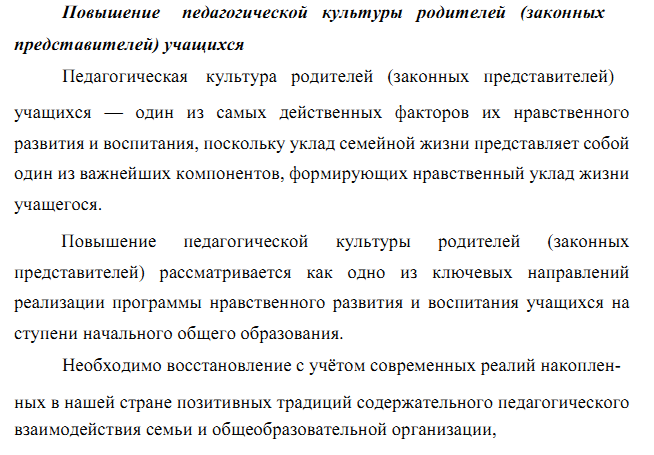 Повышение педагогической культуры родителей (законных
представителей) учащихся
Педагогическая культура родителей (законных представителей)
учащихся — один из самых действенных факторов их нравственного
развития и воспитания, поскольку уклад семейной жизни представляет собой
один из важнейших компонентов, формирующих нравственный уклад жизни
учащегося.
Повышение педагогической культуры родителей (законных
представителей) рассматривается как одно из ключевых направлений
реализации программы нравственного развития и воспитания учащихся на
ступени начального общего образования.
Необходимо восстановление с учётом современных реалий накоплен-
ных в нашей стране позитивных традиций содержательного педагогического
взаимодействия семьи и общеобразовательной организации,